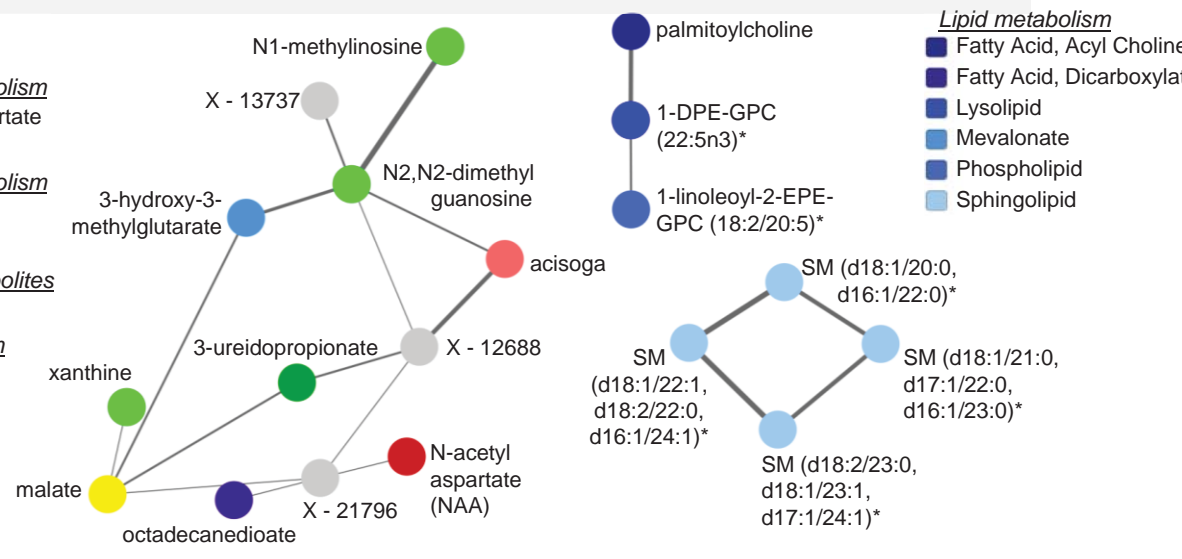 olism
rtate
olism
olites
n
N1-methylinosine
X - 13737
N2,N2-dimethyl
guanosine
3-hydroxy-3-
methylglutarate
acisoga
3-ureidopropionate
X - 12688
xanthine
malate
octadecanedioate
X - 21796
N-acetyl
aspartate
(NAA)
palmitoylcholine
1-DPE-GPC
(22:5n3)*
1-linoleoyl-2-EPE-
GPC (18:2/20:5)*
SM (d18:1/20:0,
d16:1/22:0)*
SM
(d18:1/22:1,
d18:2/22:0,
d16:1/24:1)*
SM (d18:1/21:0,
d17:1/22:0,
d16:1/23:0)*
SM (d18:2/23:0,
d18:1/23:1,
d17:1/24:1)*
Lipid metabolism
Fatty Acid, Acyl Choline
Fatty Acid, Dicarboxylat
Lysolipid
Mevalonate
Phospholipid
Sphingolipid